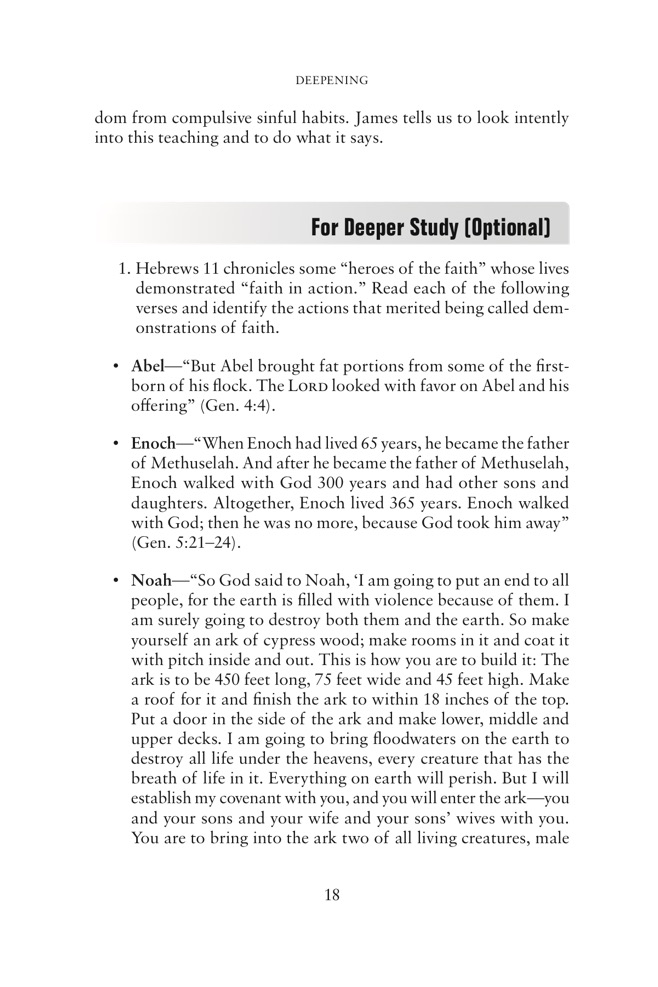 DEEPENING
dom from compulsive sinful habits. James tells us to look intently
into this teaching and to do what it says.
For Deeper Study (Optional)
1. Hebrews 11 chronicles some “heroes of the faith” whose lives
demonstrated “faith in action.” Read each of the following
verses and identify the actions that merited being called dem-
onstrations of faith.
• Abel—“But Abel brought fat portions from some of the first-
born of his flock. The LORD looked with favor on Abel and his
offering” (Gen. 4:4).
• Enoch—“When Enoch had lived 65 years, he became the father
of Methuselah. And after he became the father of Methuselah,
Enoch walked with God 300 years and had other sons and
daughters. Altogether, Enoch lived 365 years. Enoch walked
with God; then he was no more, because God took him away”
(Gen. 5:21–24).
• Noah—“So God said to Noah, ‘I am going to put an end to all
people, for the earth is filled with violence because of them. I
am surely going to destroy both them and the earth. So make
yourself an ark of cypress wood; make rooms in it and coat it
with pitch inside and out. This is how you are to build it: The
ark is to be 450 feet long, 75 feet wide and 45 feet high. Make
a roof for it and finish the ark to within 18 inches of the top.
Put a door in the side of the ark and make lower, middle and
upper decks. I am going to bring floodwaters on the earth to
destroy all life under the heavens, every creature that has the
breath of life in it. Everything on earth will perish. But I will
establish my covenant with you, and you will enter the ark—you
and your sons and your wife and your sons’ wives with you.
You are to bring into the ark two of all living creatures, male
18